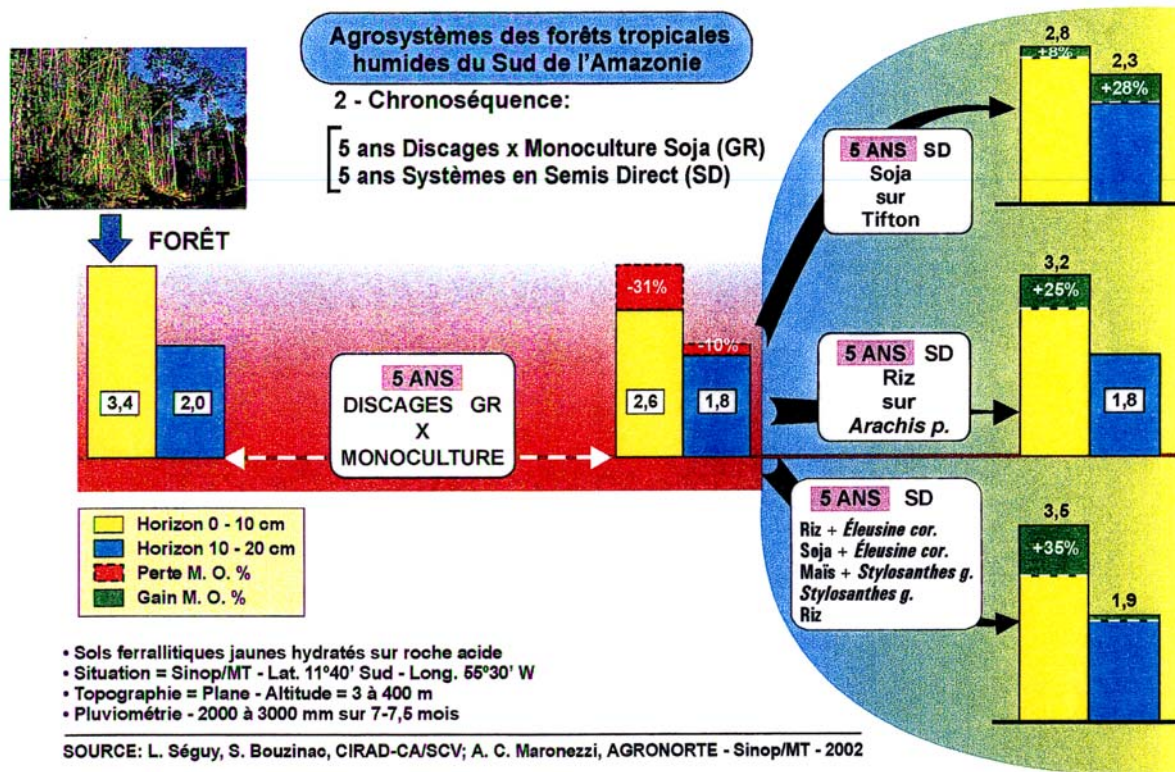 Agrosystèmes des forêts tropicales
humides du Sud de l'Amazonie
2 - Chronoséquence:
5 ans Discages x Monoculture Soja (GR)
5 ans Systèmes en Semis Direct (SD)
FORÊT
3,4
2,0
5 ANS
DISCAGES GR
X
MONOCULTURE
-31%
-10%
2,6
1,8
5 ANS SD
Soja
sur
Tifton
2,8
+8%
2,3
+28%
5 ANS SD
Riz
sur
Arachis p.
3,2
+25%
1,8
5 ANS SD
Riz + Éleusine cor.
Soja + Éleusine cor.
Maïs + Stylosanthes g.
Stylosanthes g.
Riz
3,5
+35%
1,9
Horizon 0 - 10 cm
Horizon 10 - 20 cm
Perte M. O. %
Gain M. O. %
• Sols ferrallitiques jaunes hydratés sur roche acide
• Situation = Sinop/MT - Lat. 11º40' Sud - Long. 55º30' W
• Topographie = Plane - Altitude = 3 à 400 m
• Pluviométrie - 2000 à 3000 mm sur 7-7,5 mois
SOURCE: L. Séguy, S. Bouzinac, CIRAD-CA/SCV; A. C. Maronezzi, AGRONORTE - Sinop/MT - 2002